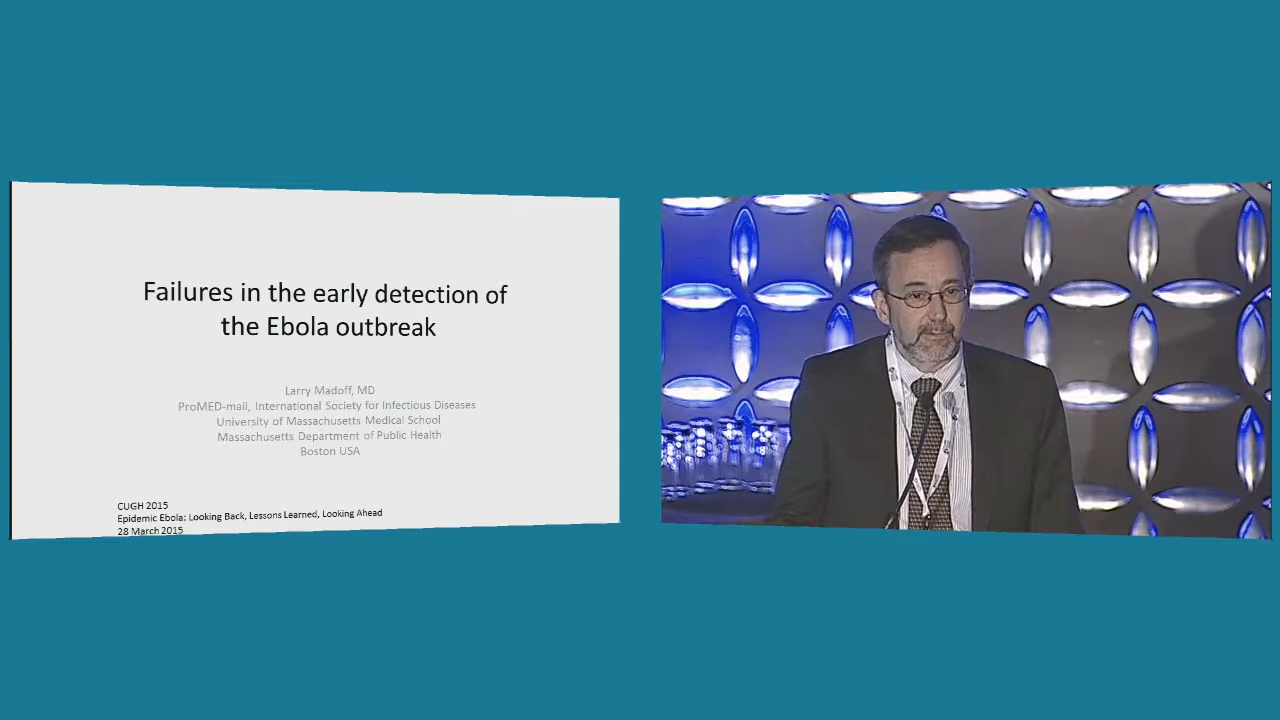 Failures in the early detection of
the Ebola outbreak
Larry Madoff, MD
ProMED-mail, International Society for Infectious Diseases
University of Massachusetts Medical School
Massachusetts Department of Public Health
Boston USA
CUGH 2015
Epidemic Ebola: Looking Back, Lessons Learned, Looking Ahead
28 March 2015